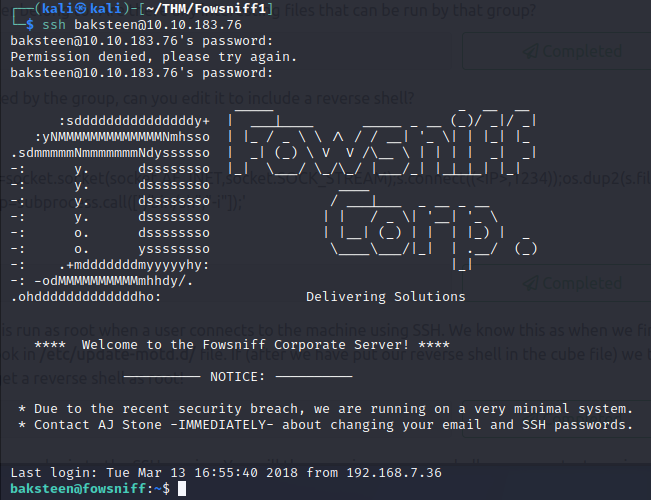 ┌──(kali㉿kali)-[~/THM/Fowsniff1]
└─$ ssh baksteen@10.10.183.76
baksteen@10.10.183.76's password:
Permission denied, please try again.
baksteen@10.10.183.76's password:
Fowsniff
Corp.
Delivering Solutions
**** Welcome to the Fowsniff Corporate Server! ****
---------- NOTICE: ----------
* Due to the recent security breach, we are running on a very minimal system.
* Contact AJ Stone -IMMEDIATELY- about changing your email and SSH passwords.
Last login: Tue Mar 13 16:55:40 2018 from 192.168.7.36
baksteen@fowsniff:~$